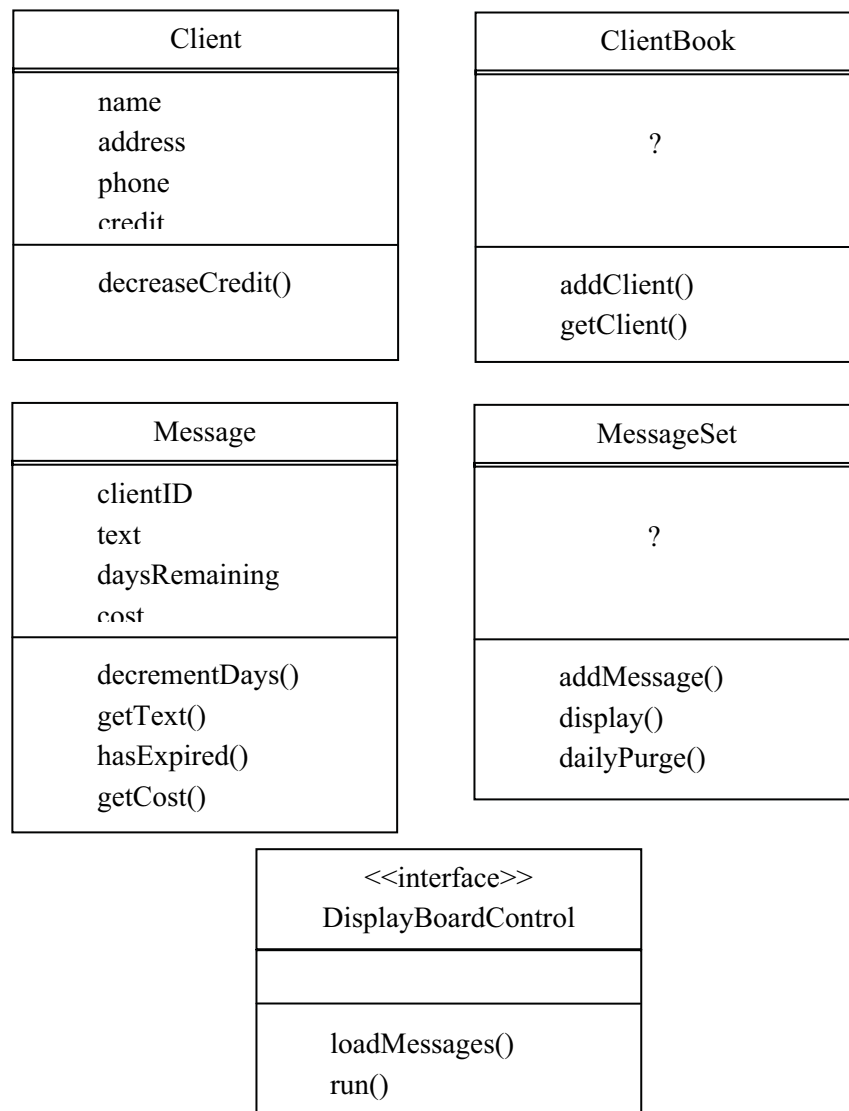 Client
name
address
phone
credit
decreaseCredit()
ClientBook
?
addClient()
getClient()
Message
clientID
text
daysRemaining
cost
decrementDays()
getText()
hasExpired()
getCost()
MessageSet
?
addMessage()
display()
dailyPurge()
<<interface>>
DisplayBoardControl
loadMessages()
run()